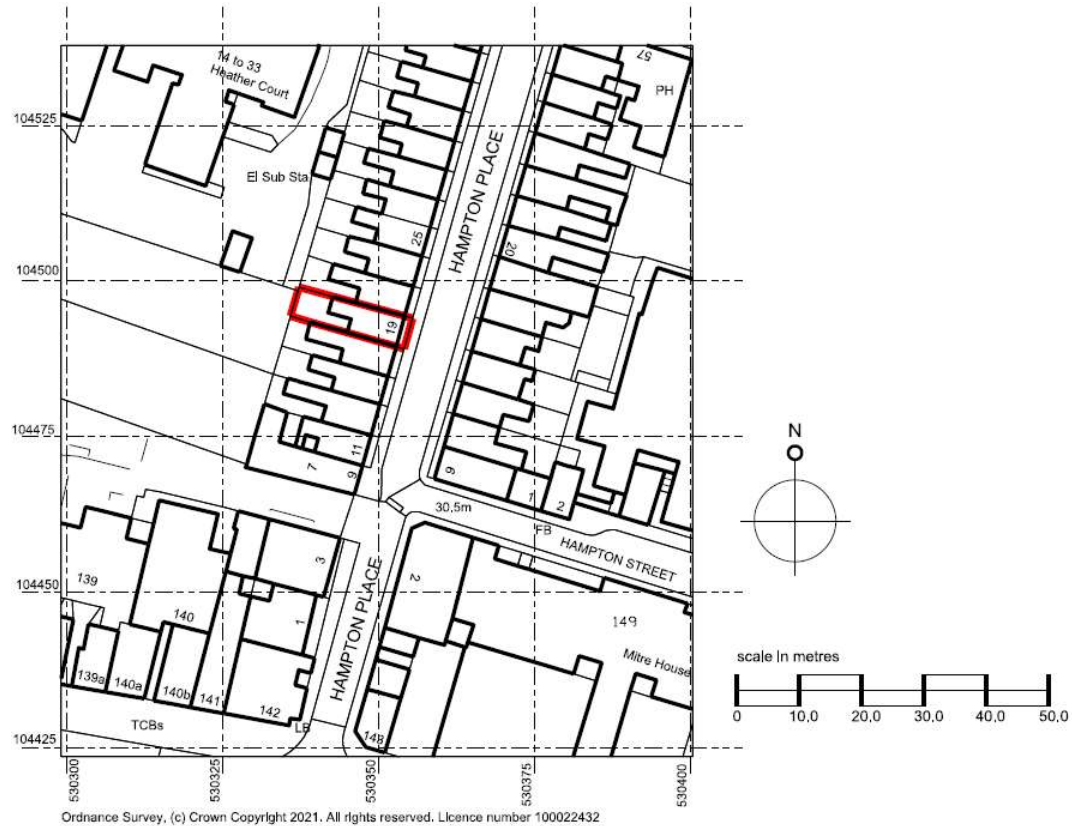 14 to 33
Heather Court
57
PH
104525
HAMPTON PLACE
El Sub Sta
25
20
104500
19
104475
11
7
9
9
1
2
30.5m
FB
HAMPTON STREET
N
3
HAMPTON PLACE
2
104450
139
140
1
149
Mitre House
scale in metres
139a
140a
140b
141
142
TCBs
LB
148
0
10.0
20.0
30.0
40.0
50.0
104425
530300
530325
530350
530375
530400
Ordnance Survey, (c) Crown Copyright 2021. All rights reserved. Licence number 100022432